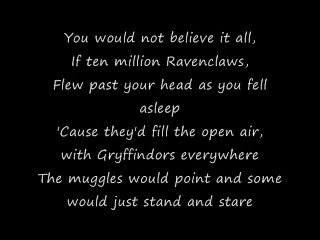 You would not believe it all,
If ten million Ravenclaws,
Flew past your head as you fell
asleep
'Cause they'd fill the open air,
with Gryffindors everywhere
The muggles would point and some
would just stand and stare